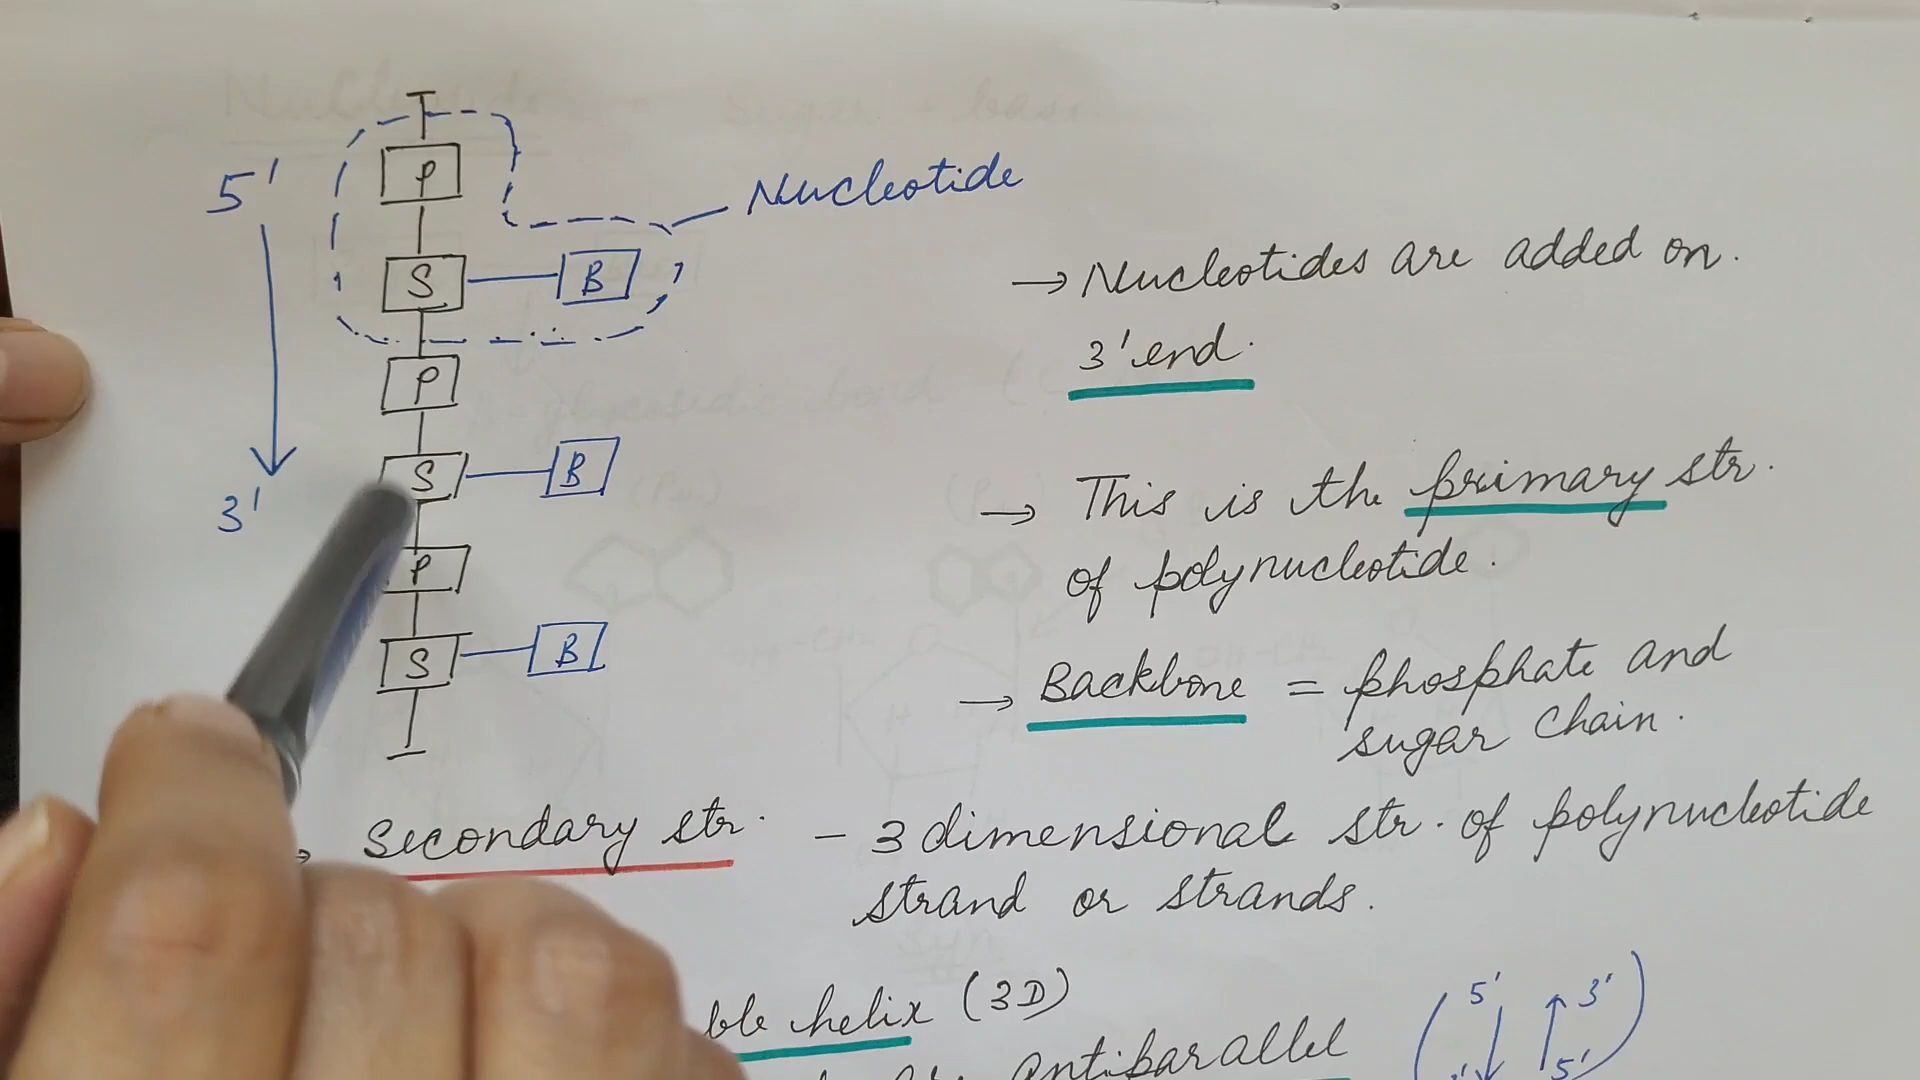 5'
P
Nucleotide
S
B
→ Nucleotides are added on
3' end.
P
S
B
3'
→ This is the primary str.
of polynucleotide.
P
S
B
→ Backbone = phosphate and
sugar chain.
Secondary str. - 3 dimensional str. of polynucleotide
strand or strands.
helix (3D)
5' 3'
antiparallel
5'